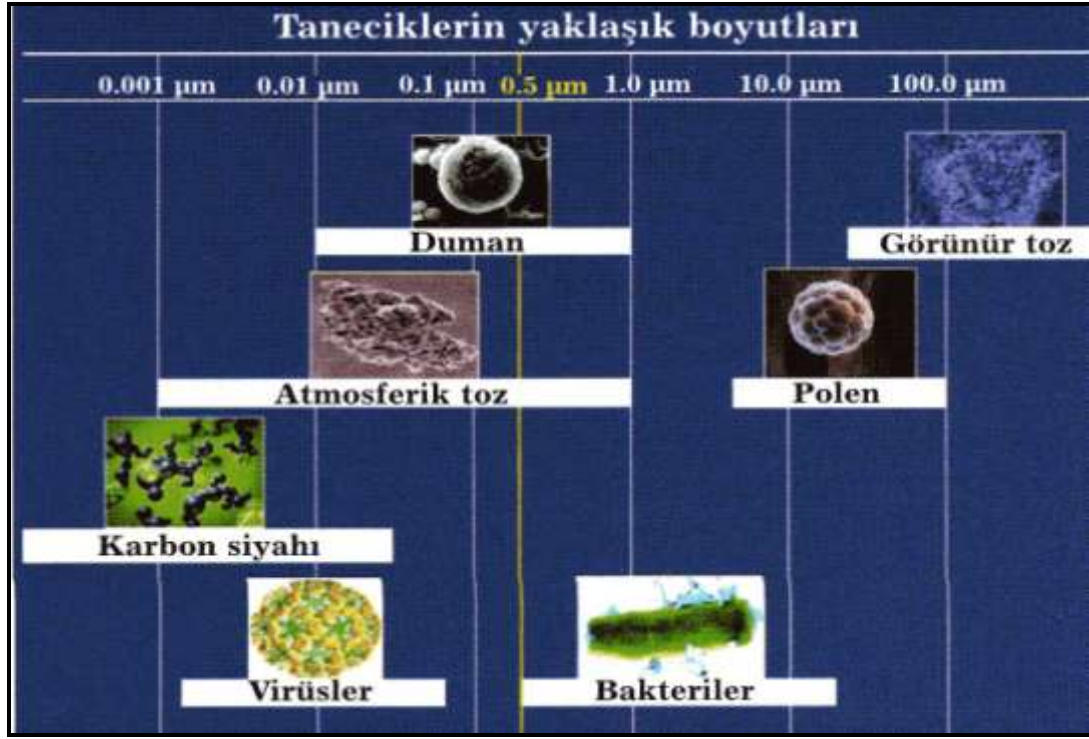 Taneciklerin yaklaşık boyutları
0.001 µm 0.01 µm 0.1 µm 0.5 µm 1.0 µm 10.0 µm 100.0 µm
Duman
Görünür toz
Atmosferik toz
Polen
Karbon siyahı
Virüsler
Bakteriler